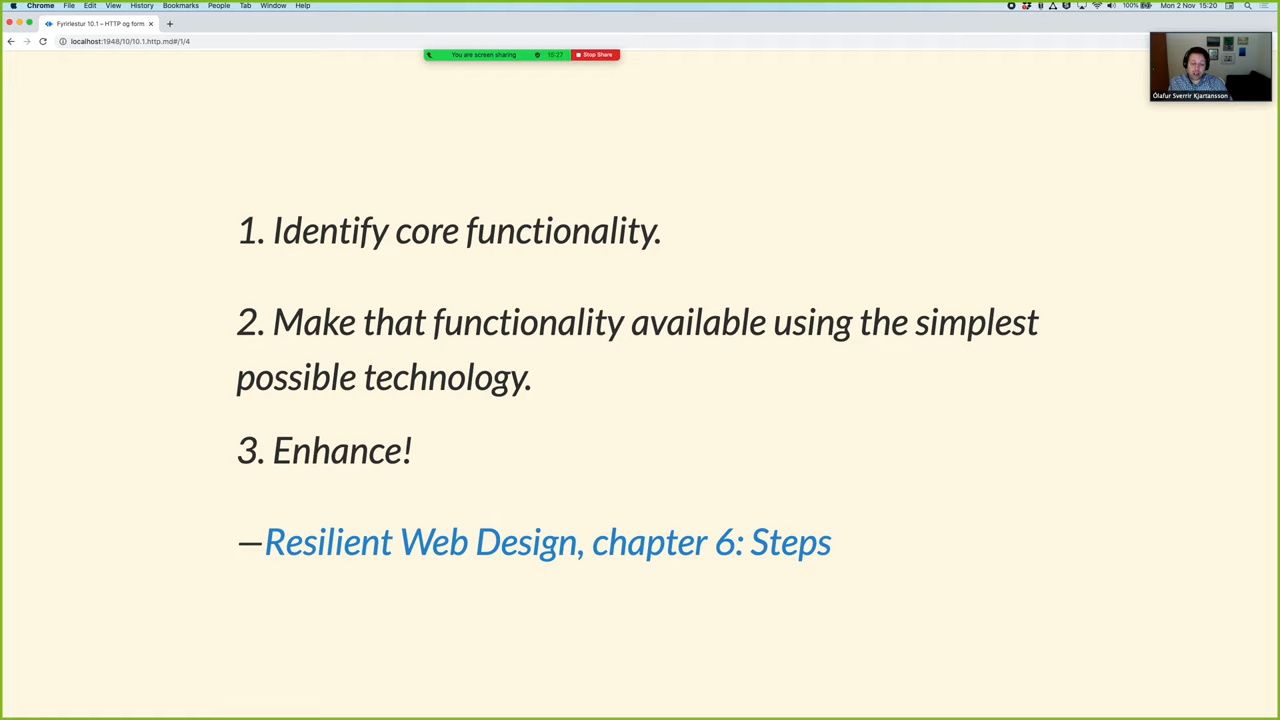 Chrome File Edit View History Bookmarks People Tab Window Help 100% Mon 2 Nov 15:20
Fyrirlestur 10.1 – HTTP og form
localhost:1948/10/10.1.http.md#/1/4
You are screen sharing 15:27 Stop Share
Ólafur Sverrir Kjartansson
1. Identify core functionality.
2. Make that functionality available using the simplest
possible technology.
3. Enhance!
—Resilient Web Design, chapter 6: Steps